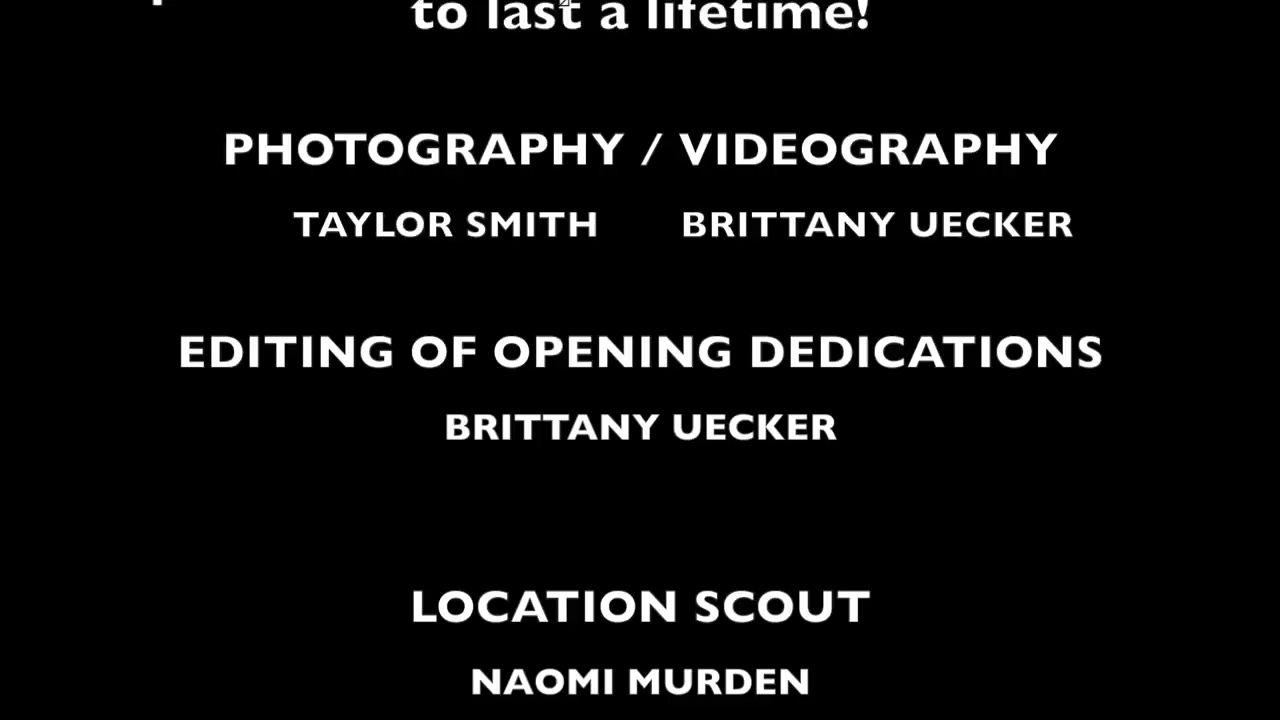 to last a lifetime!
PHOTOGRAPHY / VIDEOGRAPHY
TAYLOR SMITH BRITTANY UECKER
EDITING OF OPENING DEDICATIONS
BRITTANY UECKER
LOCATION SCOUT
NAOMI MURDEN